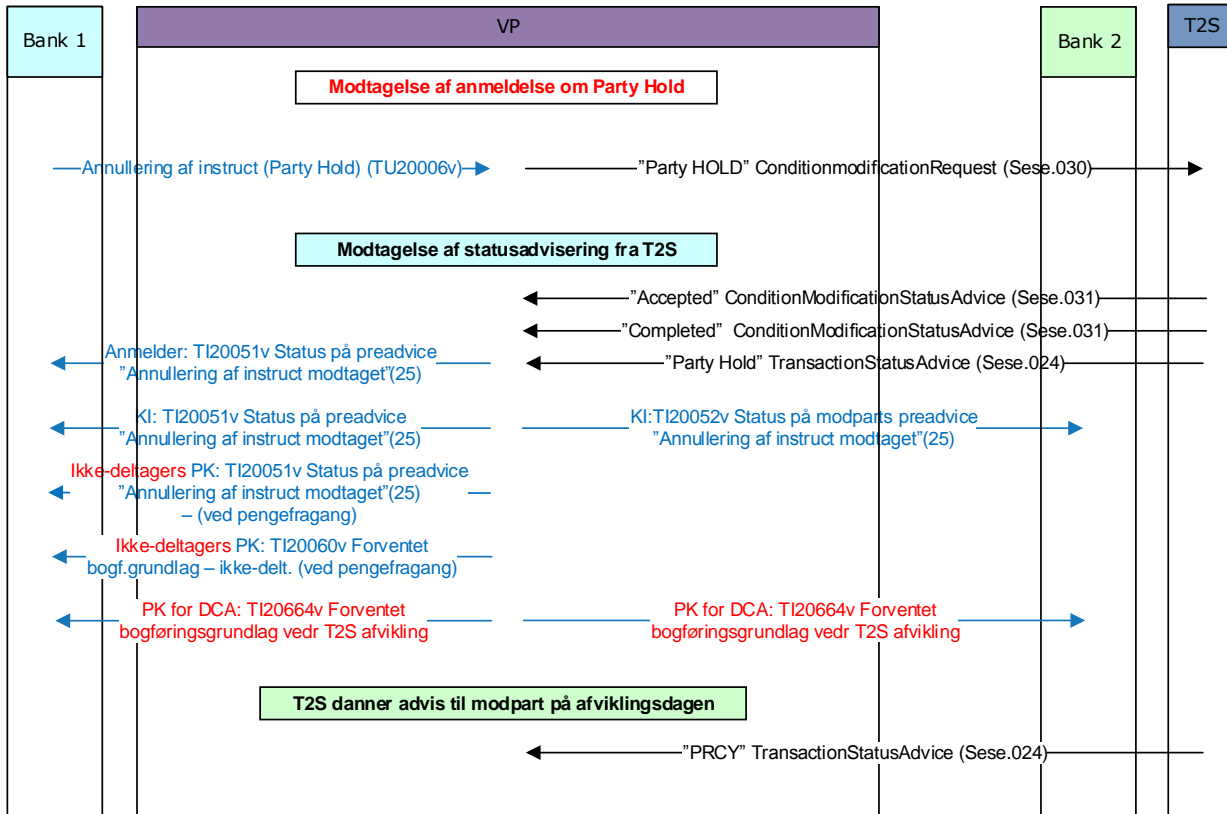 Bank 1
VP
Bank 2
T2S
Modtagelse af anmeldelse om Party Hold
Annullering af instruct (Party Hold) (TU20006v)
”Party HOLD” ConditionmodificationRequest (Sese.030)
Modtagelse af statusadvisering fra T2S
”Accepted” ConditionModificationStatusAdvice (Sese.031)
”Completed” ConditionModificationStatusAdvice (Sese.031)
Anmelder: TI20051v Status på preadvice
”Annullering af instruct modtaget”(25)
”Party Hold” TransactionStatusAdvice (Sese.024)
KI: TI20051v Status på preadvice
”Annullering af instruct modtaget”(25)
KI:TI20052v Status på modparts preadvice
”Annullering af instruct modtaget”(25)
Ikke-deltagers PK: TI20051v Status på preadvice
”Annullering af instruct modtaget”(25)
– (ved pengefragang)
Ikke-deltagers PK: TI20060v Forventet
bogf.grundlag – ikke-delt. (ved pengefragang)
PK for DCA: TI20664v Forventet
bogføringsgrundlag vedr T2S afvikling
PK for DCA: TI20664v Forventet
bogføringsgrundlag vedr T2S afvikling
T2S danner advis til modpart på afviklingsdagen
”PRCY” TransactionStatusAdvice (Sese.024)